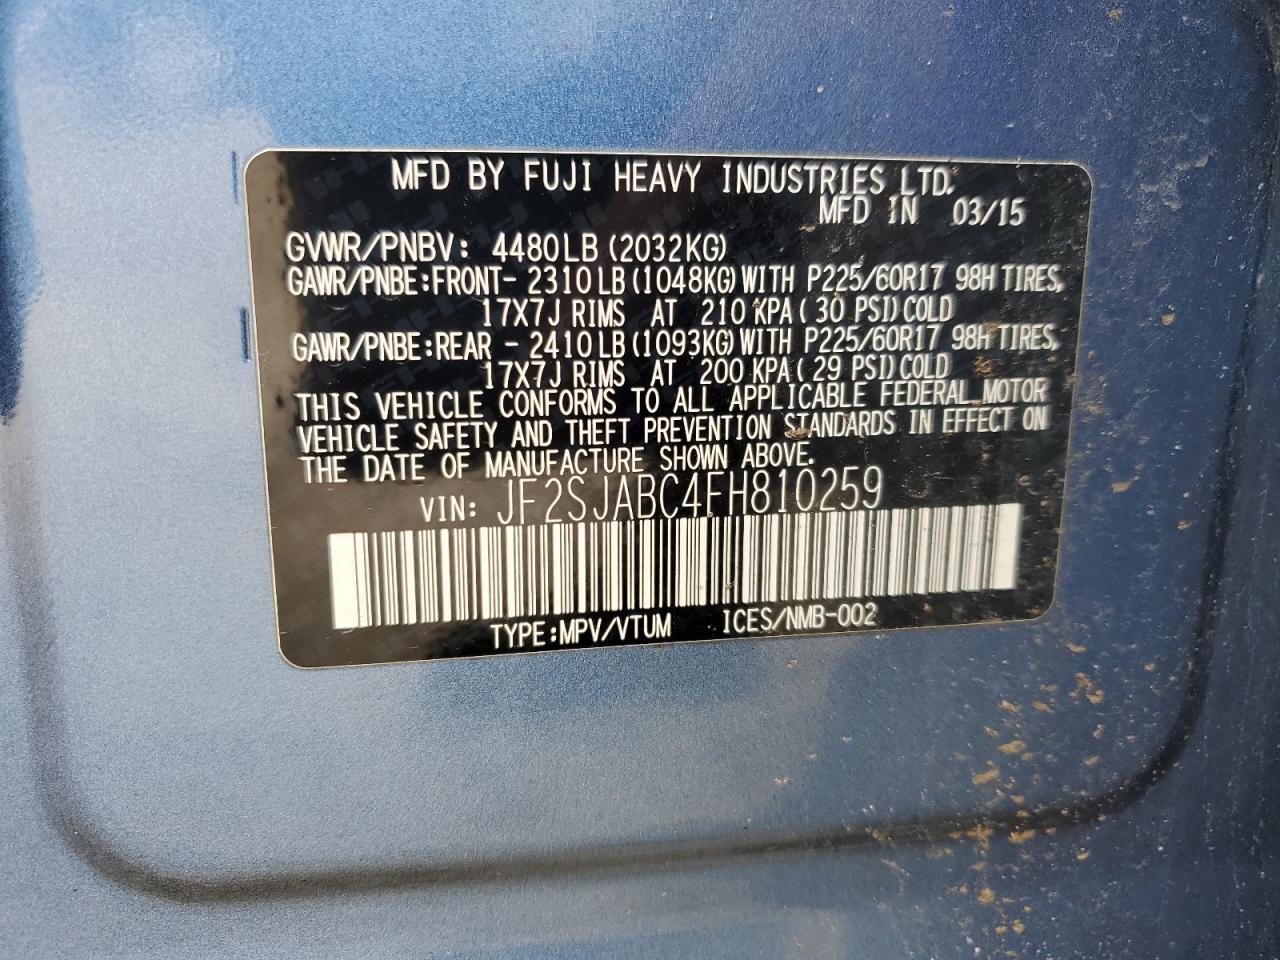 MFD BY FUJI HEAVY INDUSTRIES LTD.
MFD IN 03/15
GVWR/PNBV: 4480LB (2032KG)
GAWR/PNBE:FRONT- 2310 LB (1048KG) WITH P225/60R17 98H TIRES,
17X7J RIMS AT 210 KPA ( 30 PSI) COLD
GAWR/PNBE:REAR - 2410 LB (1093KG) WITH P225/60R17 98H TIRES,
17X7J RIMS AT 200 KPA ( 29 PSI) COLD
THIS VEHICLE CONFORMS TO ALL APPLICABLE FEDERAL MOTOR
VEHICLE SAFETY AND THEFT PREVENTION STANDARDS IN EFFECT ON
THE DATE OF MANUFACTURE SHOWN ABOVE.
VIN: JF2SJABC4FH810259
TYPE:MPV/VTUM ICES/NMB-002